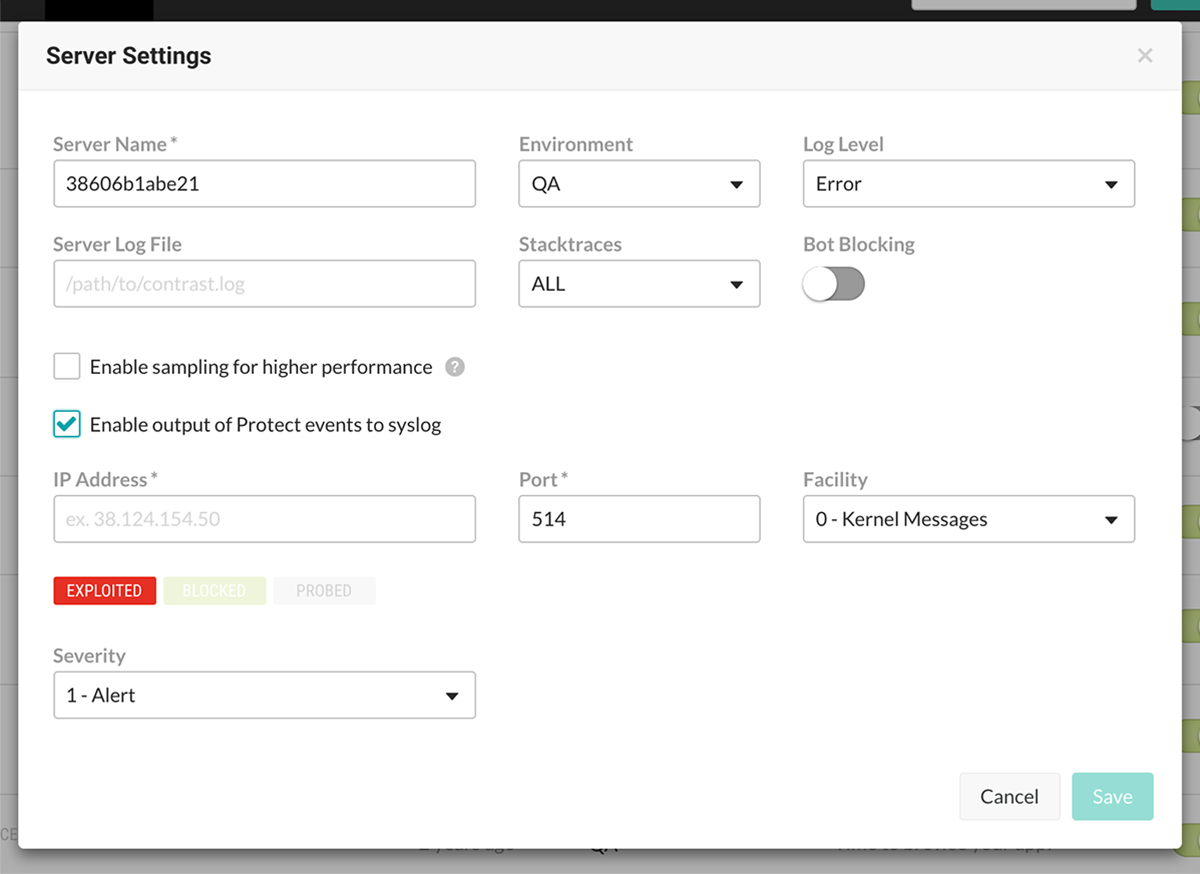 Server Settings
Server Name* Environment Log Level
38606b1abe21 QA Error
Server Log File Stacktraces Bot Blocking
/path/to/contrast.log ALL
Enable sampling for higher performance ?
Enable output of Protect events to syslog
IP Address* Port* Facility
ex. 38.124.154.50 514 0 - Kernel Messages
EXPLOITED BLOCKED PROBED
Severity
1 - Alert
Cancel Save